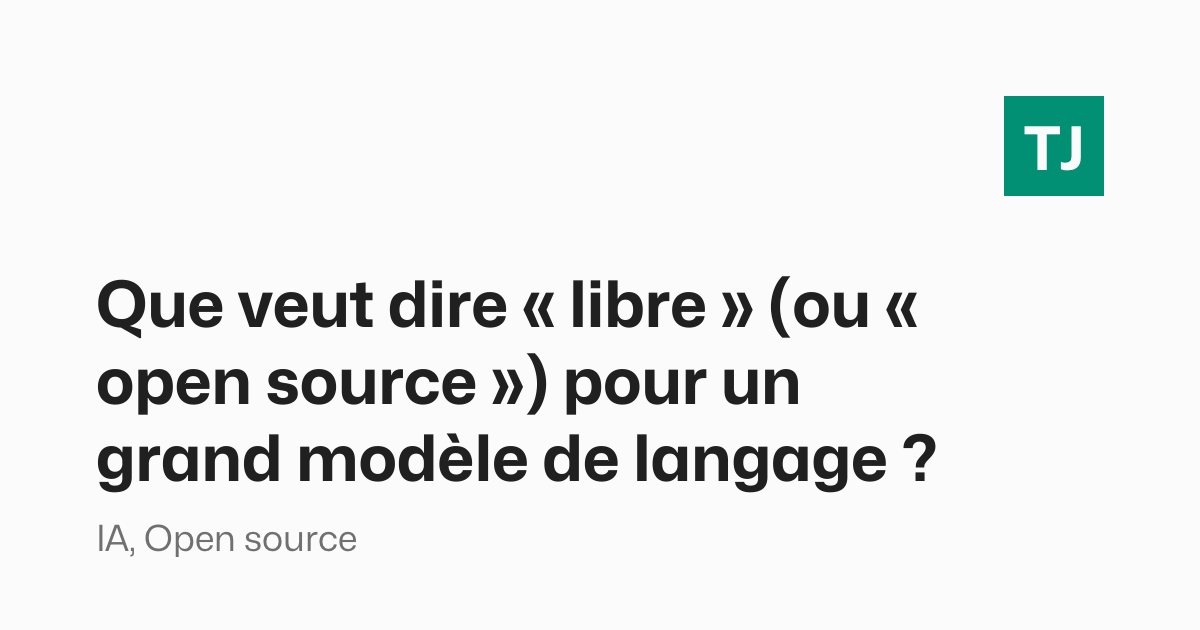 TJ
Que veut dire « libre » (ou «
open source ») pour un
grand modèle de langage ?
IA, Open source